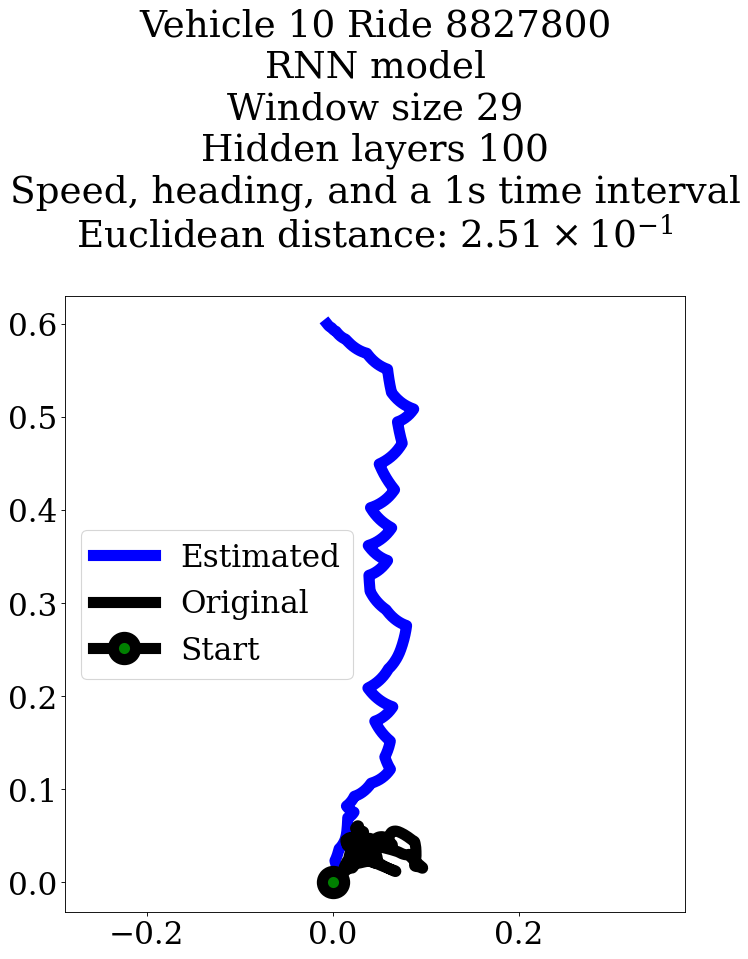 Vehicle 10 Ride 8827800
RNN model
Window size 29
Hidden layers 100
Speed, heading, and a 1s time interval
Euclidean distance: 2.51 × 10⁻¹
0.6
0.5
0.4
0.3
0.2
0.1
0.0
Estimated
Original
Start
−0.2 0.0 0.2